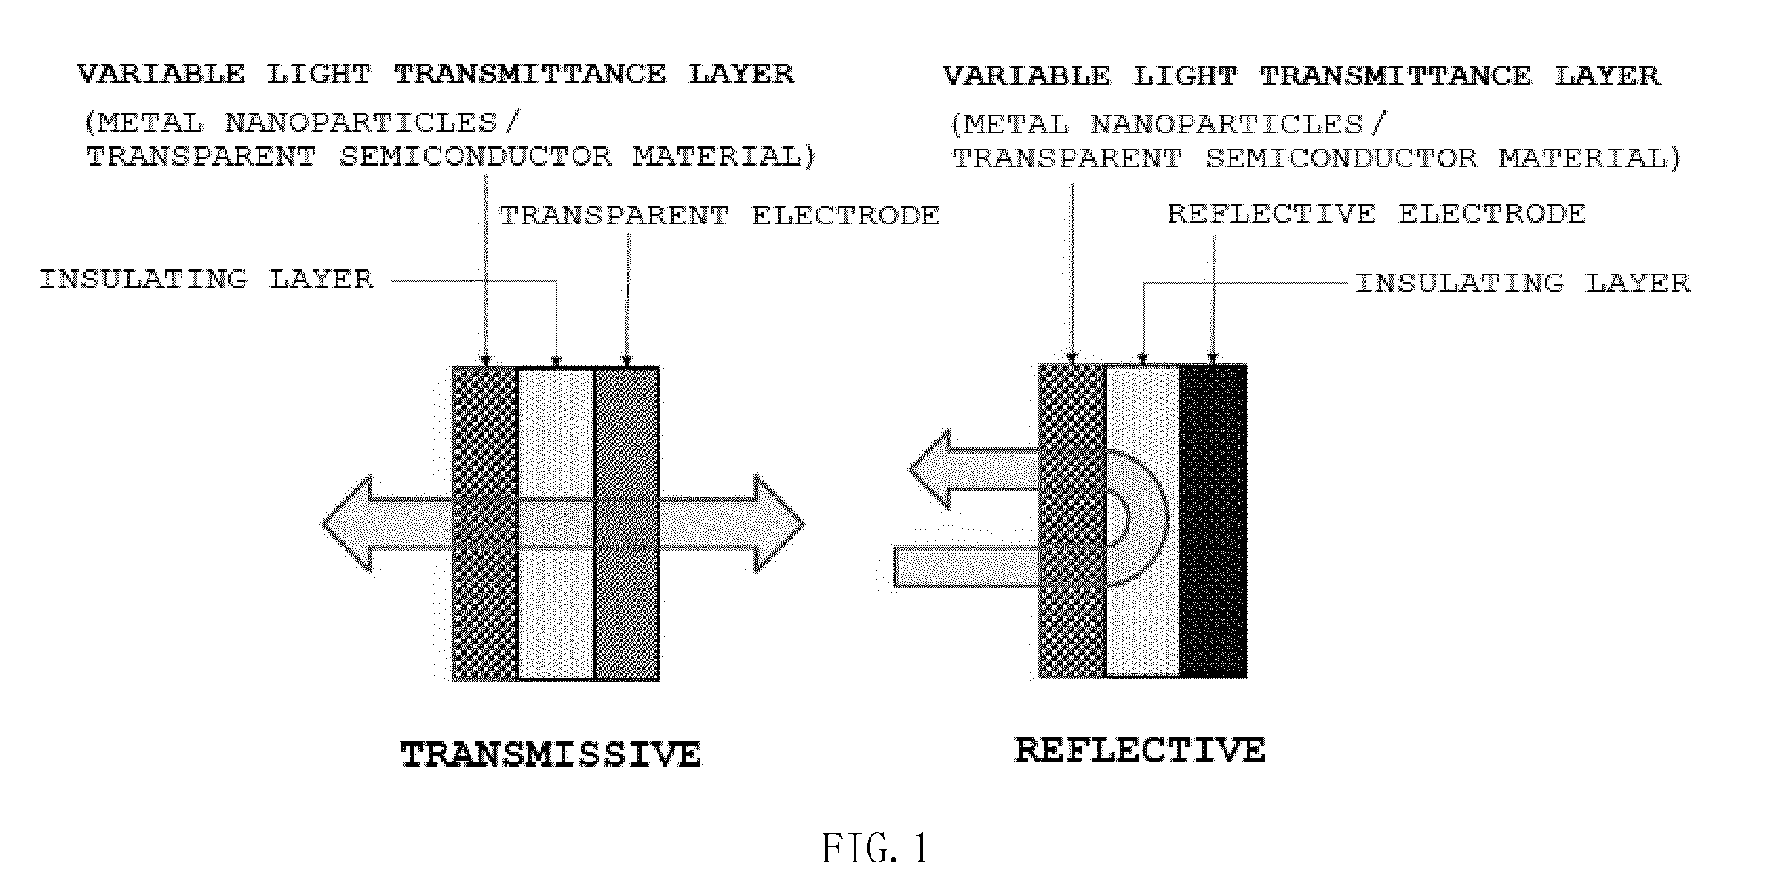 VARIABLE LIGHT TRANSMITTANCE LAYER
(METAL NANOPARTICLES/
TRANSPARENT SEMICONDUCTOR MATERIAL)
TRANSPARENT ELECTRODE
INSULATING LAYER
TRANSMISSIVE
VARIABLE LIGHT TRANSMITTANCE LAYER
(METAL NANOPARTICLES/
TRANSPARENT SEMICONDUCTOR MATERIAL)
REFLECTIVE ELECTRODE
INSULATING LAYER
REFLECTIVE
FIG. 1